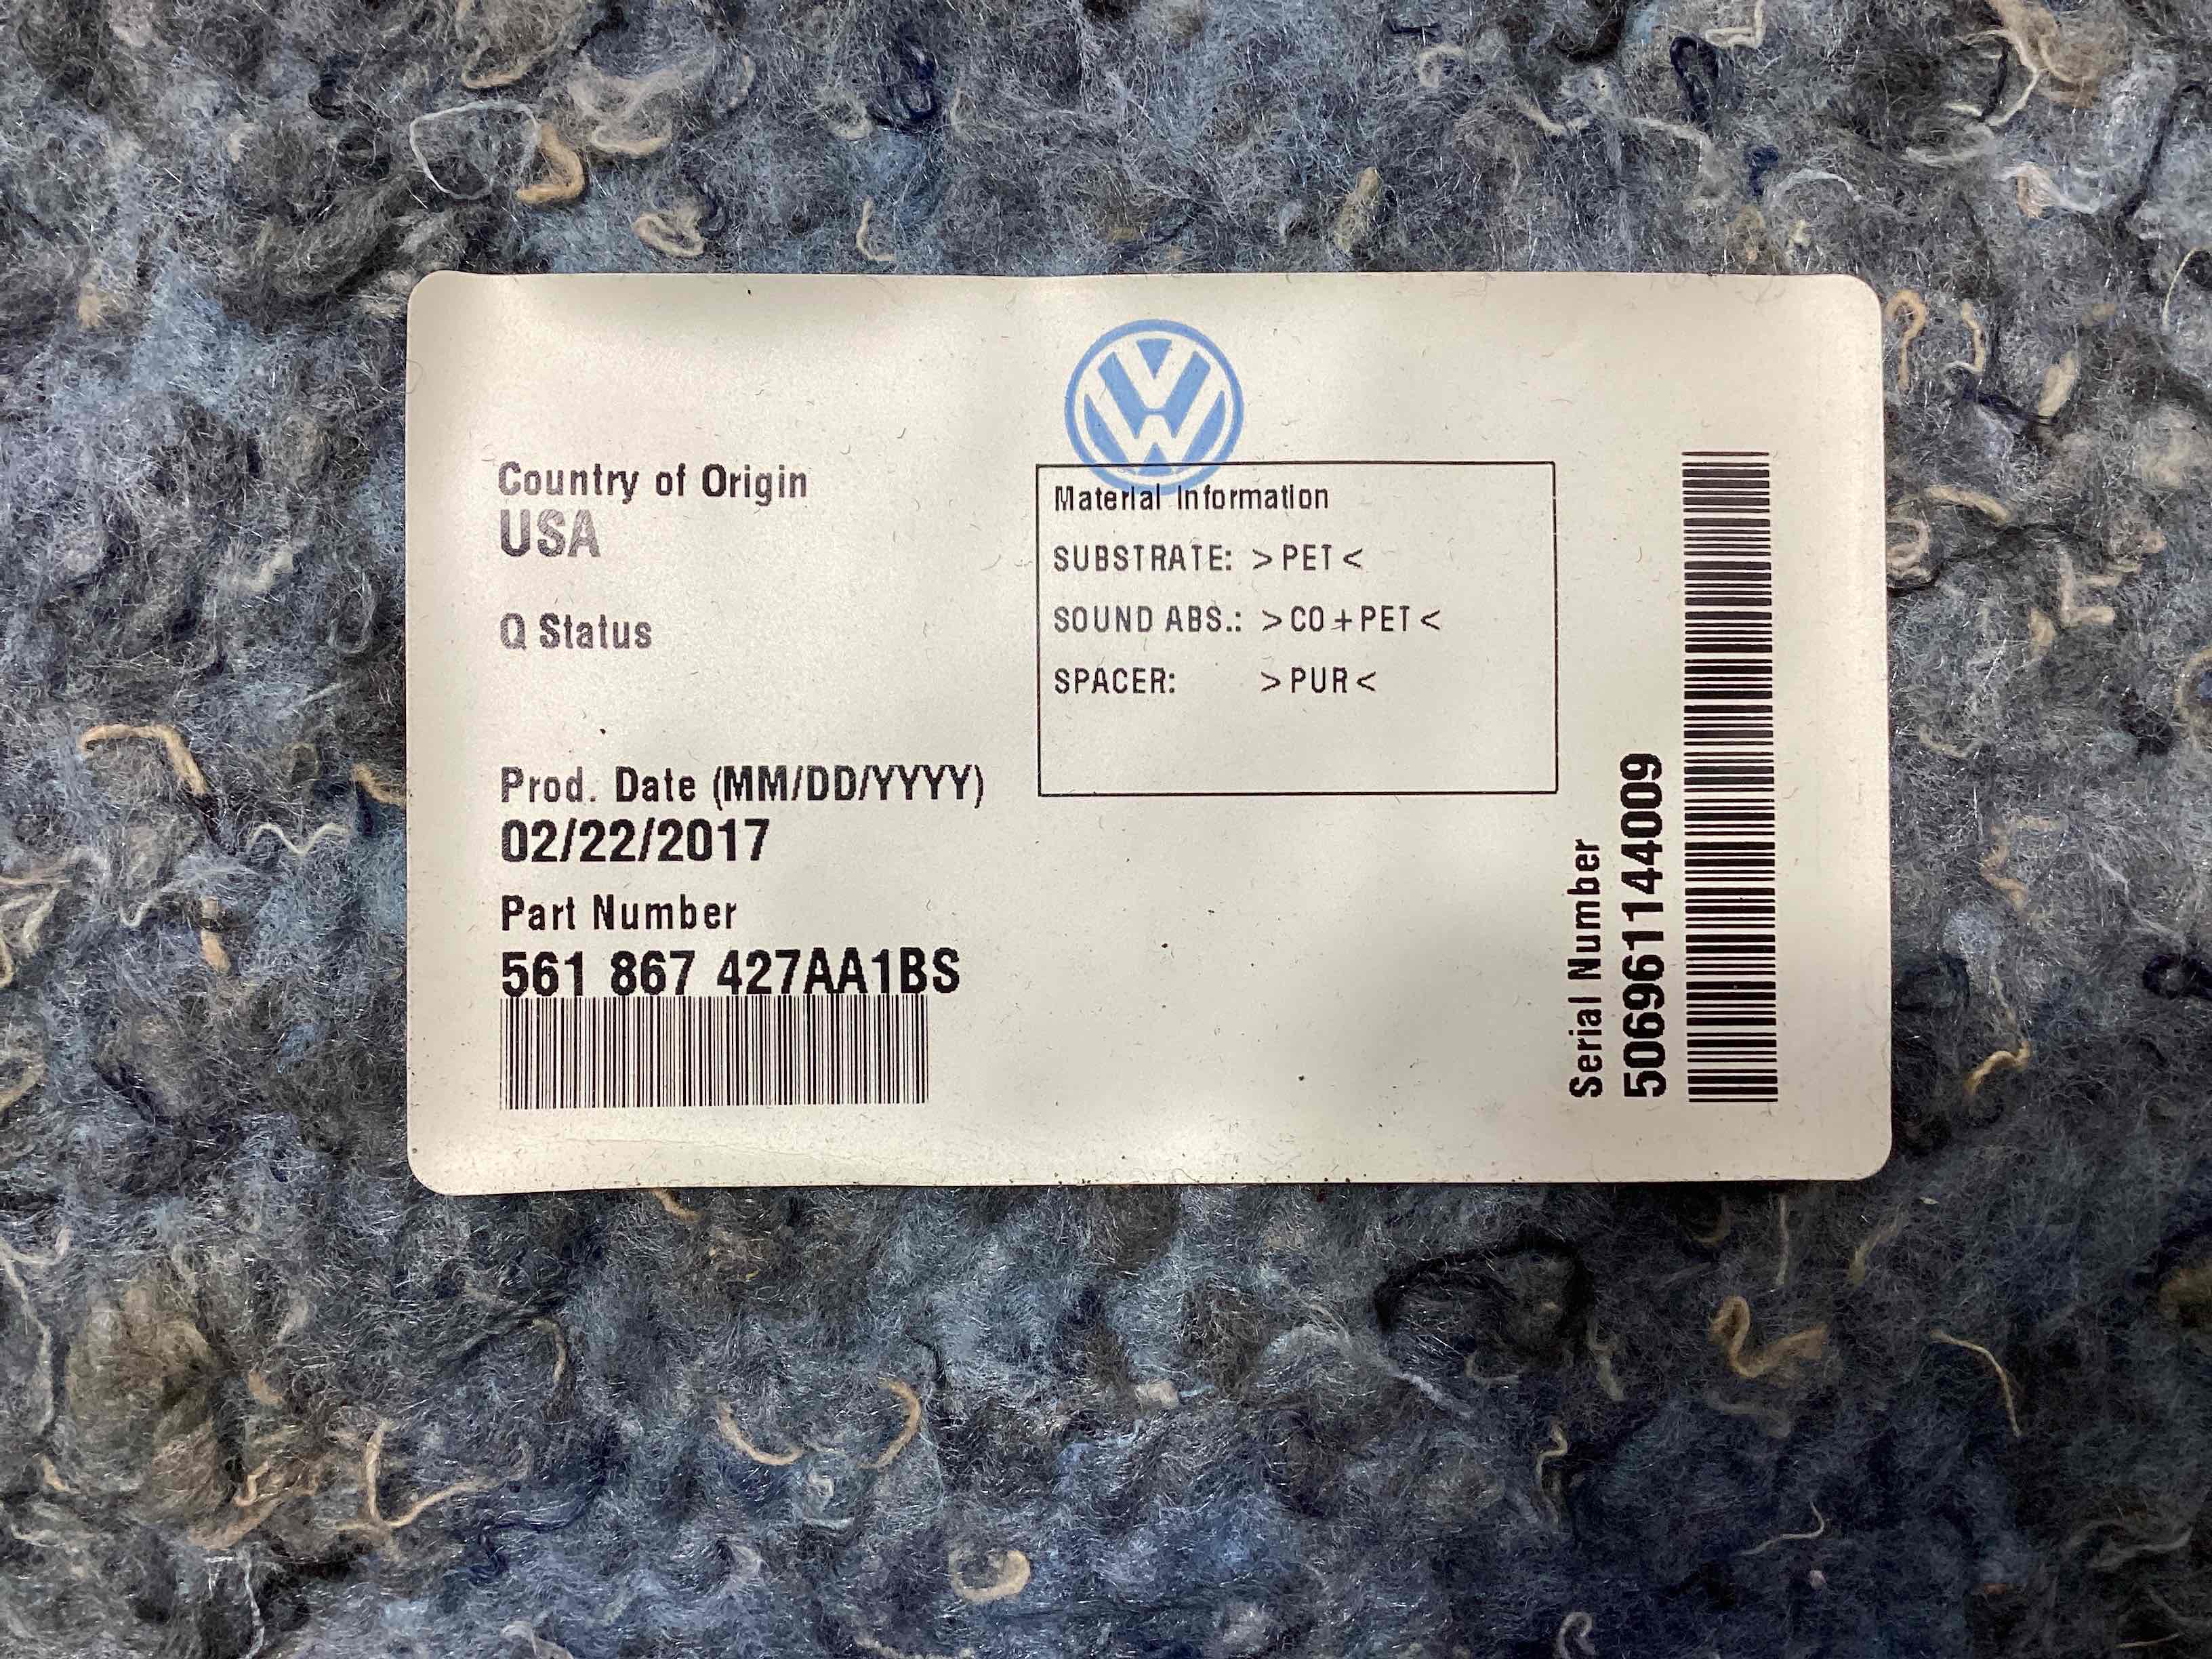 VW
Country of Origin
USA
Q Status
Prod. Date (MM/DD/YYYY)
02/22/2017
Part Number
561 867 427AA1BS
Material Information
SUBSTRATE: >PET<
SOUND ABS.: >CO+PET<
SPACER: >PUR<
Serial Number
506961144009